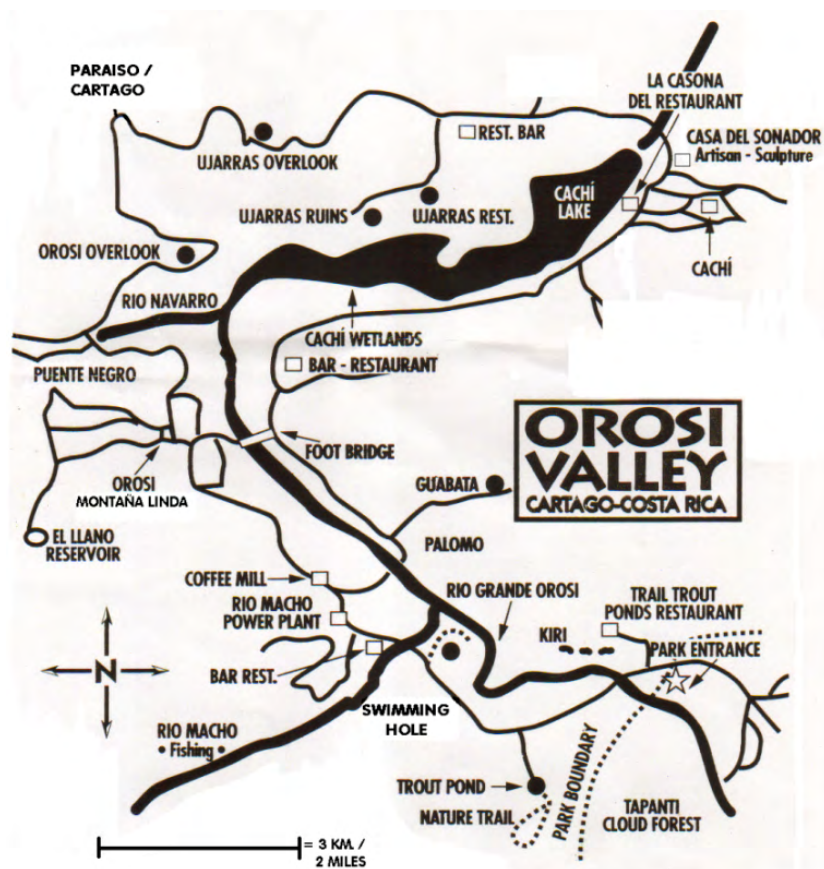 PARAISO /
CARTAGO
LA CASONA
DEL RESTAURANT
REST. BAR
CASA DEL SONADOR
Artisan - Sculpture
UJARRAS OVERLOOK
CACHÍ
LAKE
UJARRAS RUINS
UJARRAS REST.
OROSI OVERLOOK
CACHÍ
RIO NAVARRO
CACHÍ WETLANDS
BAR - RESTAURANT
PUENTE NEGRO
OROSI
VALLEY
CARTAGO-COSTA RICA
FOOT BRIDGE
OROSI
MONTAÑA LINDA
GUABATA
EL LLANO
RESERVOIR
PALOMO
COFFEE MILL
RIO GRANDE OROSI
TRAIL TROUT
PONDS RESTAURANT
RIO MACHO
POWER PLANT
KIRI
PARK ENTRANCE
BAR REST.
N
SWIMMING
HOLE
RIO MACHO
• Fishing •
TROUT POND
NATURE TRAIL
PARK BOUNDARY
TAPANTI
CLOUD FOREST
= 3 KM. /
2 MILES